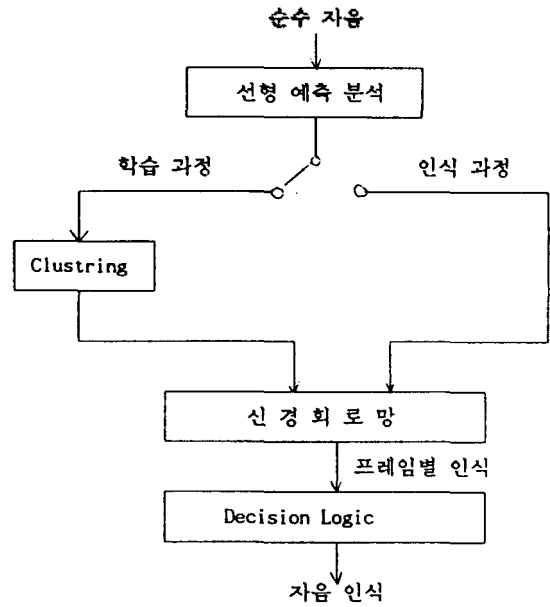 순수 자음
선형 예측 분석
학습 과정
인식 과정
Clustring
신 경 회 로 망
프레임별 인식
Decision Logic
자음 인식